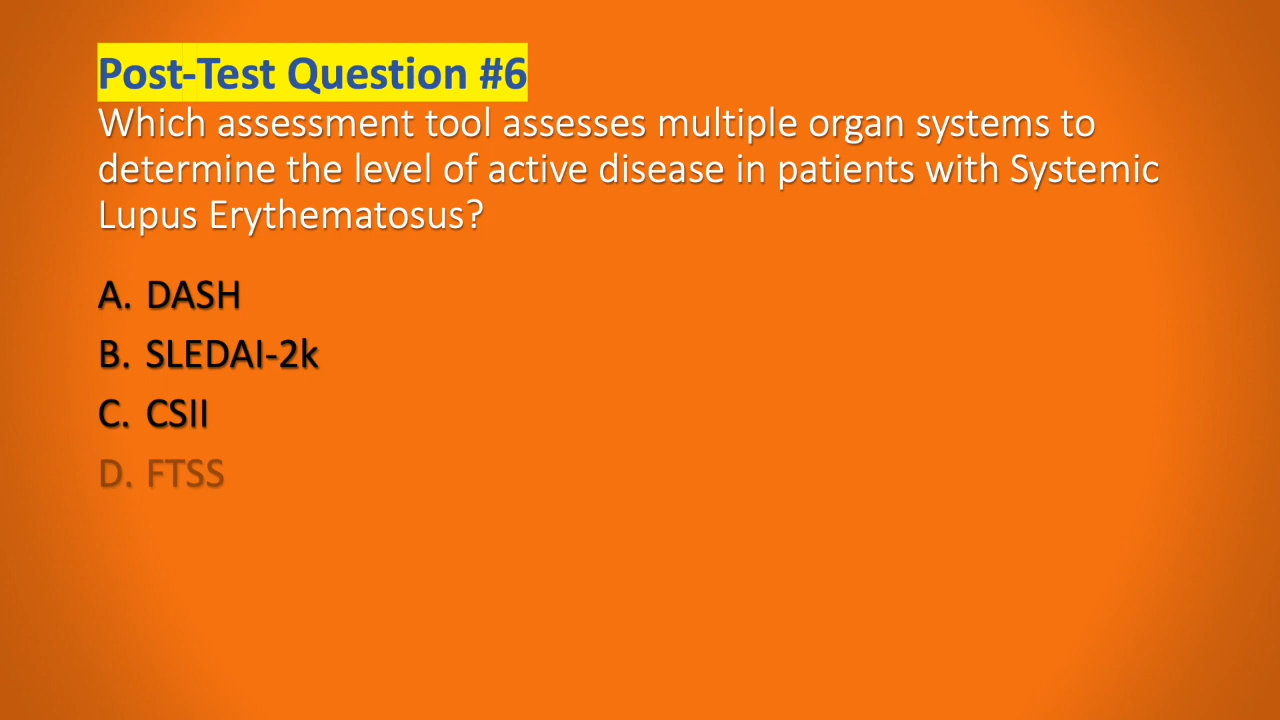 Post-Test Question #6
Which assessment tool assesses multiple organ systems to
determine the level of active disease in patients with Systemic
Lupus Erythematosus?
A. DASH
B. SLEDAI-2k
C. CSII
D. FTSS